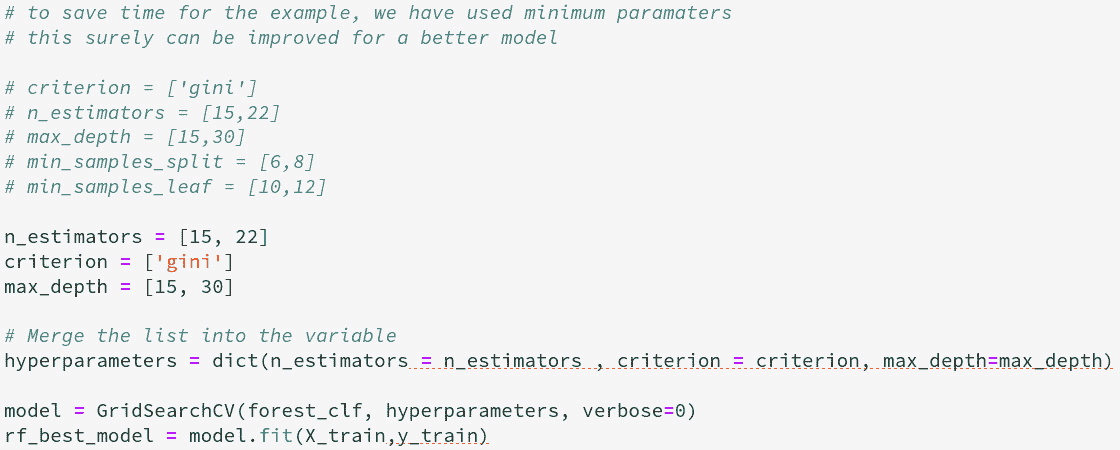 # to save time for the example, we have used minimum paramaters
# this surely can be improved for a better model
# criterion = ['gini']
# n_estimators = [15,22]
# max_depth = [15,30]
# min_samples_split = [6,8]
# min_samples_leaf = [10,12]
n_estimators = [15, 22]
criterion = ['gini']
max_depth = [15, 30]
# Merge the list into the variable
hyperparameters = dict(n_estimators = n_estimators , criterion = criterion, max_depth=max_depth)
model = GridSearchCV(forest_clf, hyperparameters, verbose=0)
rf_best_model = model.fit(X_train,y_train)